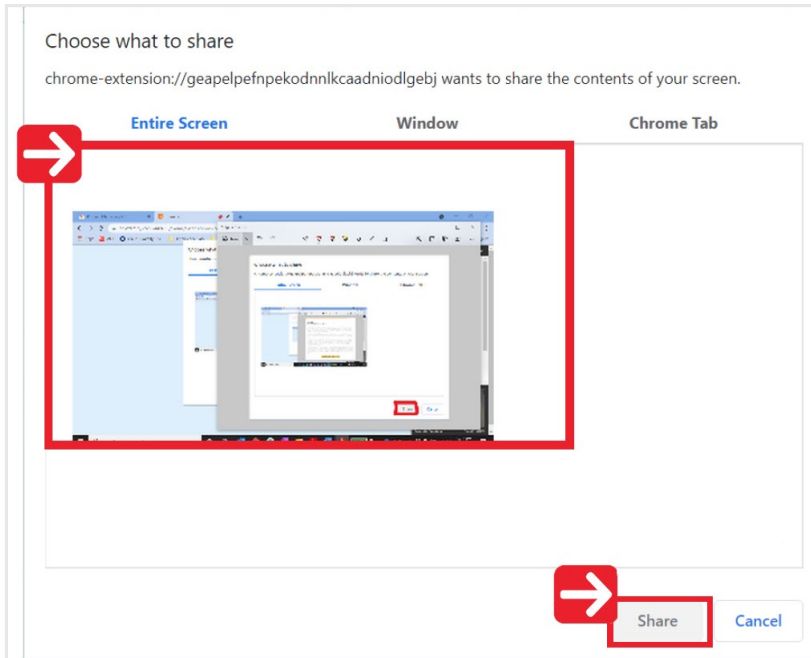 Choose what to share
chrome-extension://geapelpefnpekodnnlkcaadniodlgebj wants to share the contents of your screen.
Entire Screen Window Chrome Tab
Share Cancel